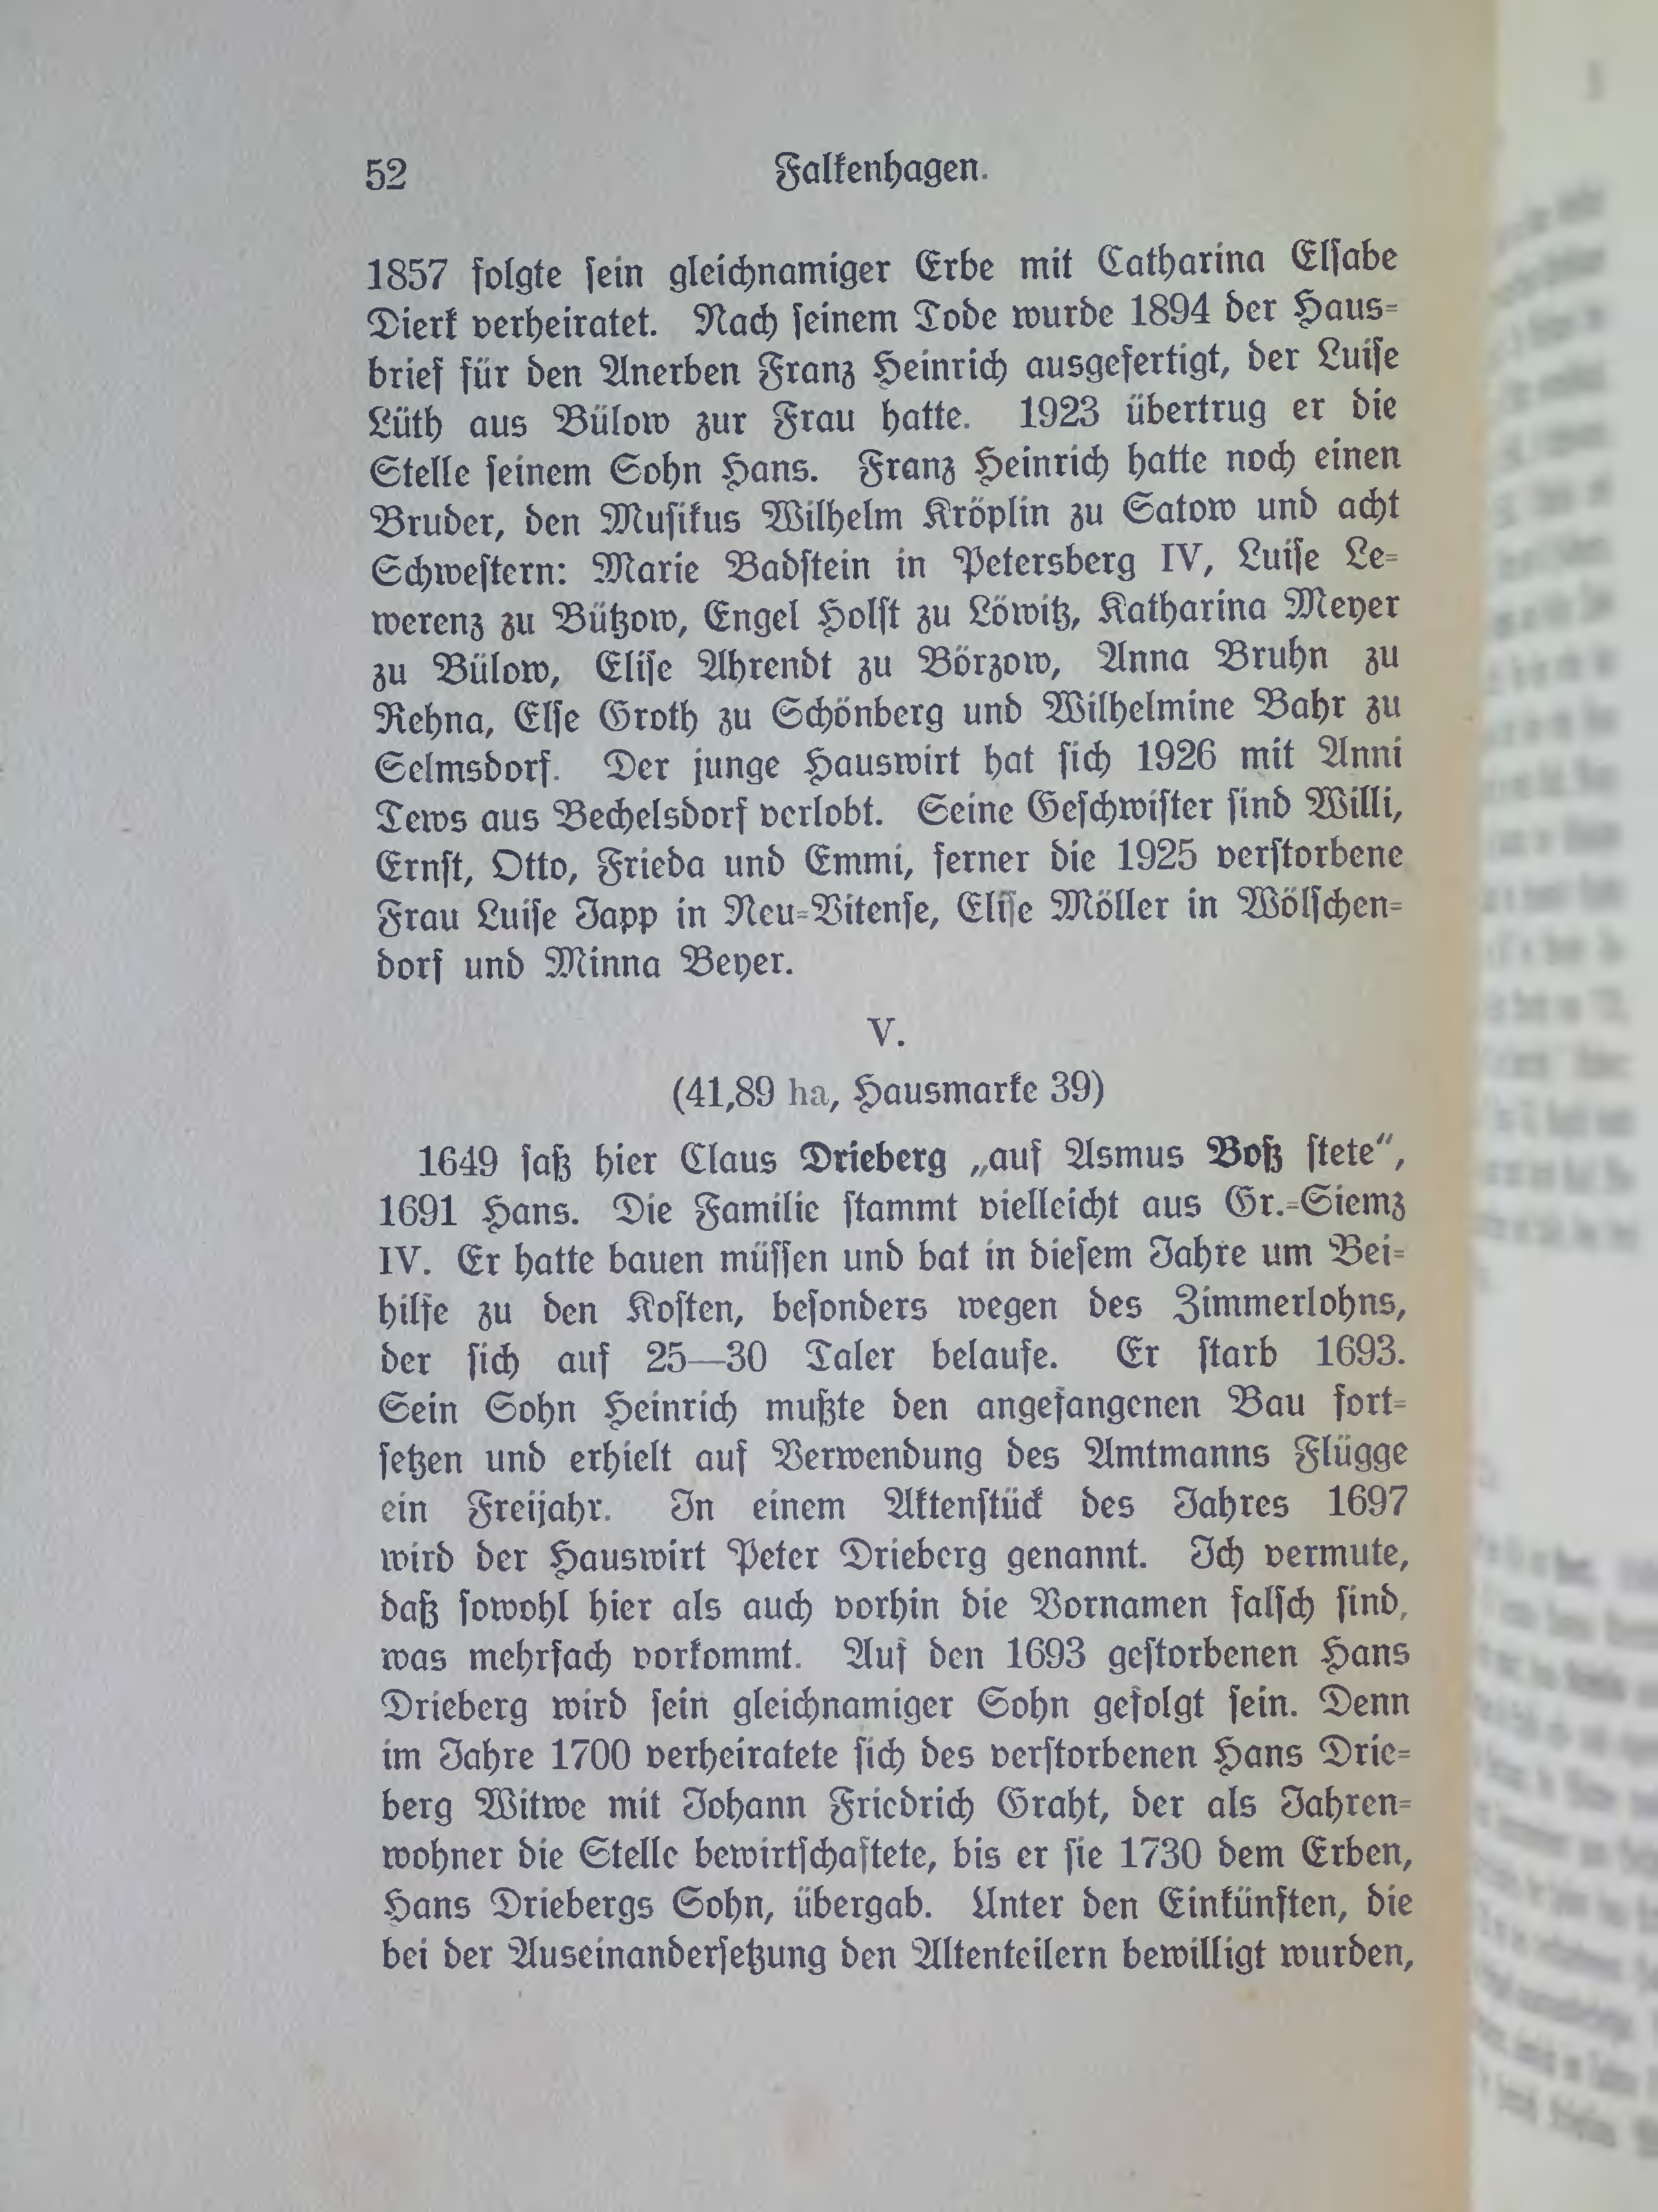 52
Falkenhagen.
1857 folgte sein gleichnamiger Erbe mit Catharina Elsabe
Dierk verheiratet. Nach seinem Tode wurde 1894 der Haus-
brief für den Anerben Franz Heinrich ausgefertigt, der Luise
Lüth aus Bülow zur Frau hatte. 1923 übertrug er die
Stelle seinem Sohn Hans. Franz Heinrich hatte noch einen
Bruder, den Musikus Wilhelm Kröplin zu Satow und acht
Schwestern: Marie Badstein in Petersberg IV, Luise Le-
werenz zu Bützow, Engel Holst zu Löwitz, Katharina Meyer
zu Bülow, Elise Ahrendt zu Börzow, Anna Bruhn zu
Rehna, Else Groth zu Schönberg und Wilhelmine Bahr zu
Selmsdorf. Der junge Hauswirt hat sich 1926 mit Anni
Tews aus Bechelsdorf verlobt. Seine Geschwister sind Willi,
Ernst, Otto, Frieda und Emmi, ferner die 1925 verstorbene
Frau Luise Japp in Neu-Vitense, Elise Möller in Wölschen-
dorf und Minna Beyer.
V.
(41,89 ha, Hausmarke 39)
1649 saß hier Claus Drieberg „auf Asmus Boß stete“,
1691 Hans. Die Familie stammt vielleicht aus Gr.-Siemz
IV. Er hatte bauen müssen und bat in diesem Jahre um Bei-
hilfe zu den Kosten, besonders wegen des Zimmerlohns,
der sich auf 25—30 Taler belaufe. Er starb 1693.
Sein Sohn Heinrich mußte den angefangenen Bau fort-
setzen und erhielt auf Verwendung des Amtmanns Flügge
ein Freijahr. In einem Aktenstück des Jahres 1697
wird der Hauswirt Peter Drieberg genannt. Ich vermute,
daß sowohl hier als auch vorhin die Vornamen falsch sind,
was mehrfach vorkommt. Auf den 1693 gestorbenen Hans
Drieberg wird sein gleichnamiger Sohn gefolgt sein. Denn
im Jahre 1700 verheiratete sich des verstorbenen Hans Drie-
berg Witwe mit Johann Friedrich Graht, der als Jahren-
wohner die Stelle bewirtschaftete, bis er sie 1730 dem Erben,
Hans Driebergs Sohn, übergab. Unter den Einkünften, die
bei der Auseinandersetzung den Altenteilern bewilligt wurden,